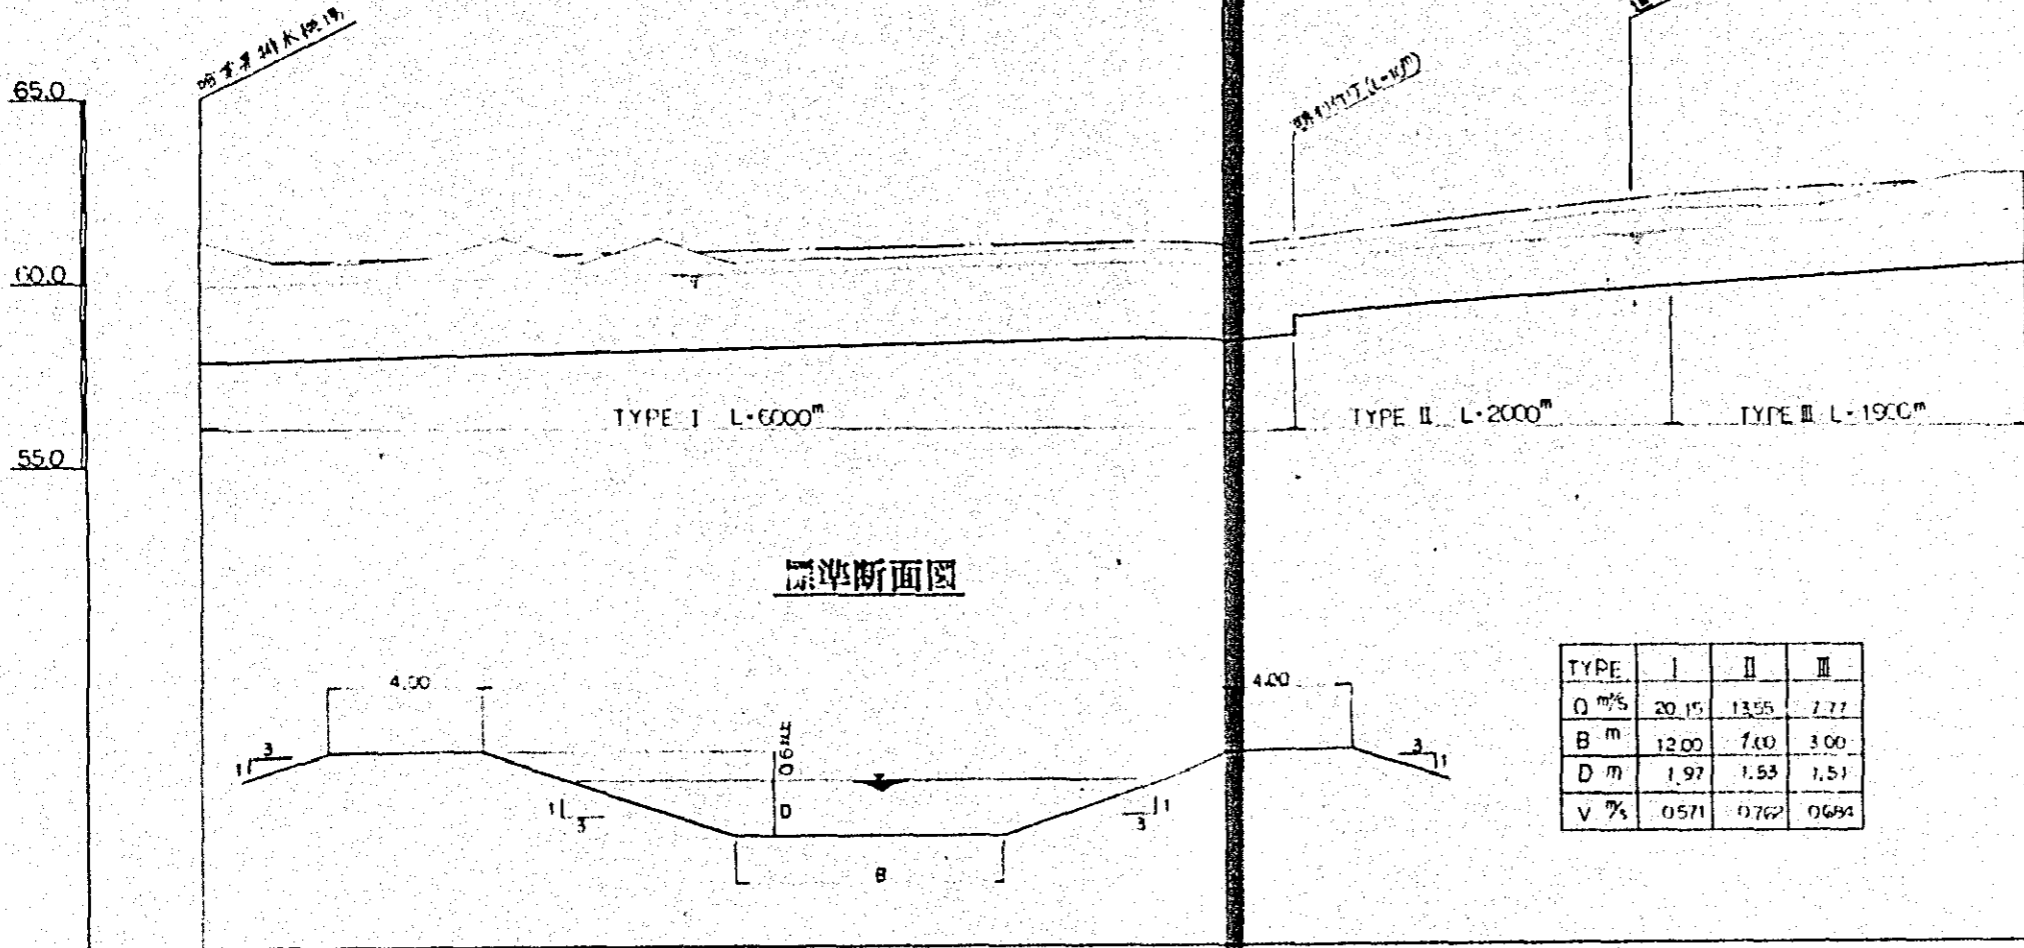 65.0
60.0
55.0
TYPE I L·6000ᵐ
TYPE II L·2000ᵐ
TYPE III L·1900ᵐ
標準断面図
4.00
4.00
3
1
3
1
0.6
D
1
3
1
3
B
TYPE I II III
Q m³/s 20.15 13.55 7.77
B m 12.00 7.00 3.00
D m 1.97 1.53 1.51
V m/s 0.571 0.762 0.684